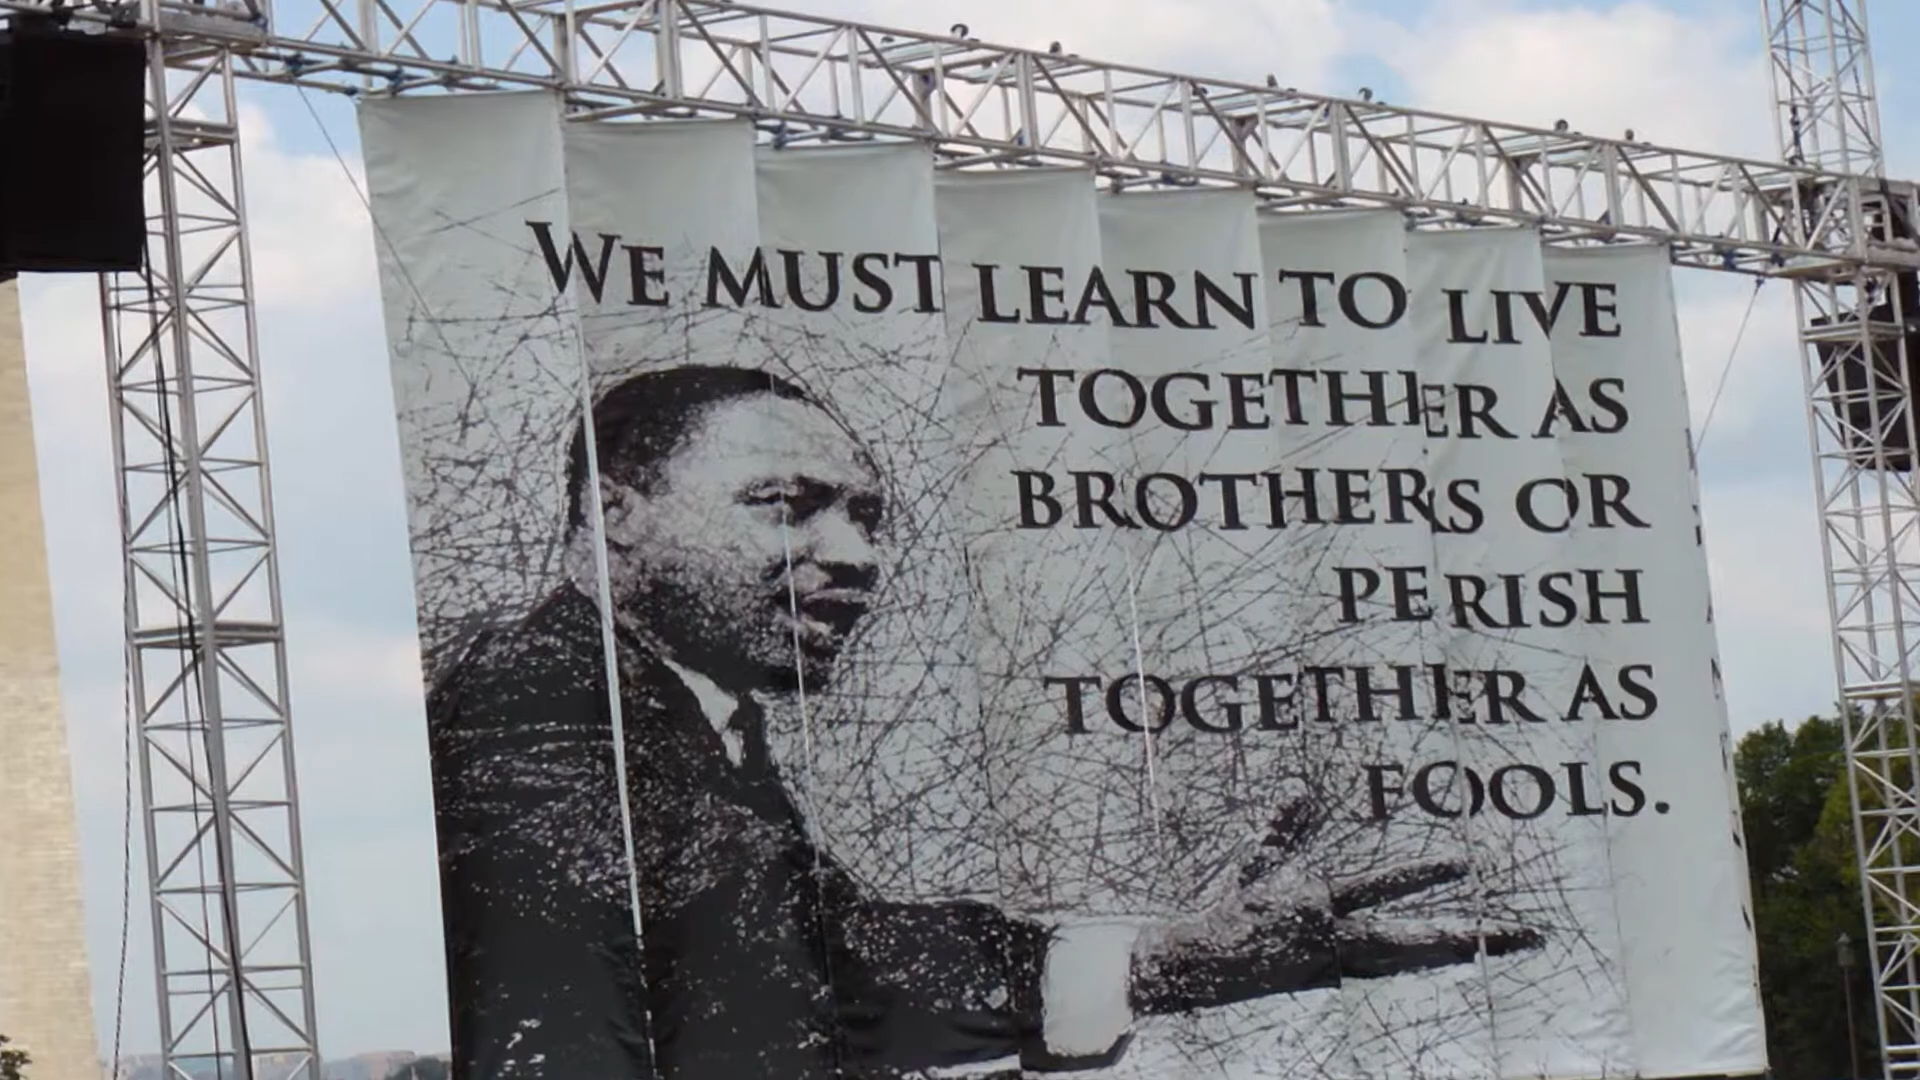 WE MUST LEARN TO LIVE
TOGETHER AS
BROTHERS OR
PERISH
TOGETHER AS
FOOLS.